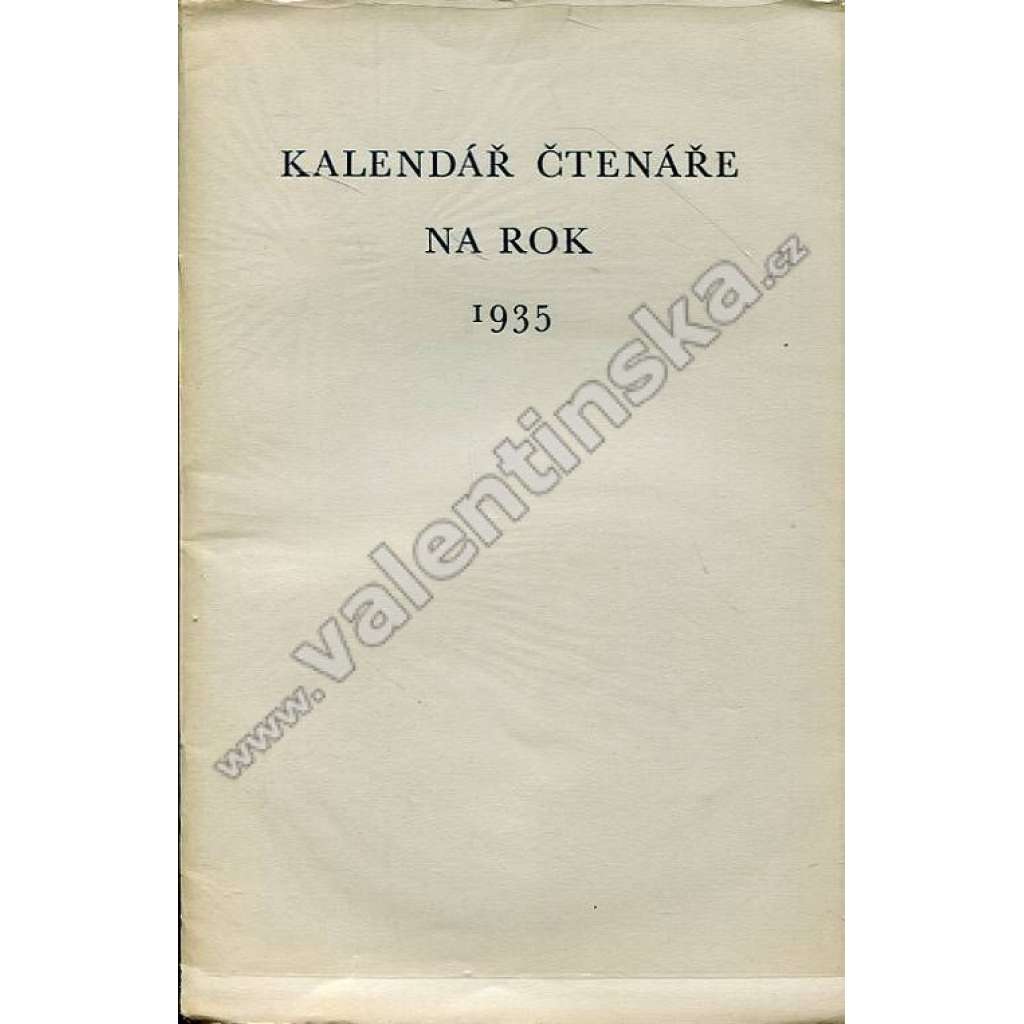 KALENDÁŘ ČTENÁŘE
NA ROK
1935
www.valentinska.cz